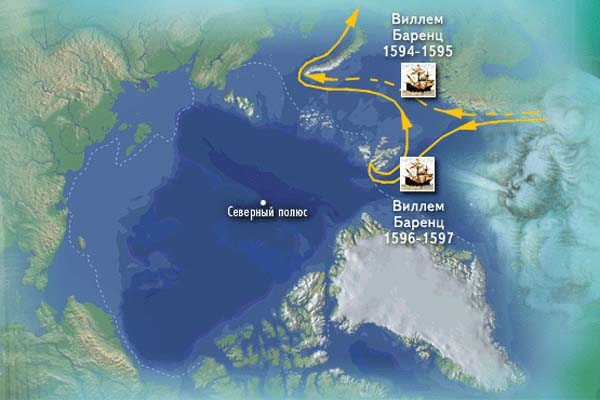 Виллем
Баренц
1594-1595
Северный полюс
Виллем
Баренц
1596-1597